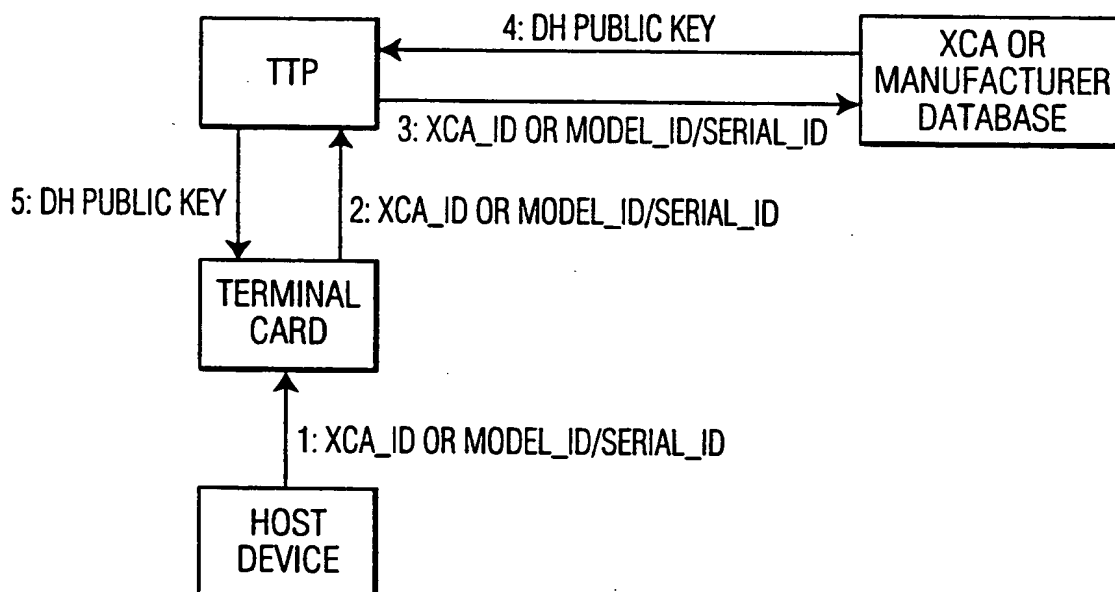 4: DH PUBLIC KEY
TTP
XCA OR
MANUFACTURER
DATABASE
3: XCA_ID OR MODEL_ID/SERIAL_ID
5: DH PUBLIC KEY
2: XCA_ID OR MODEL_ID/SERIAL_ID
TERMINAL
CARD
1: XCA_ID OR MODEL_ID/SERIAL_ID
HOST
DEVICE